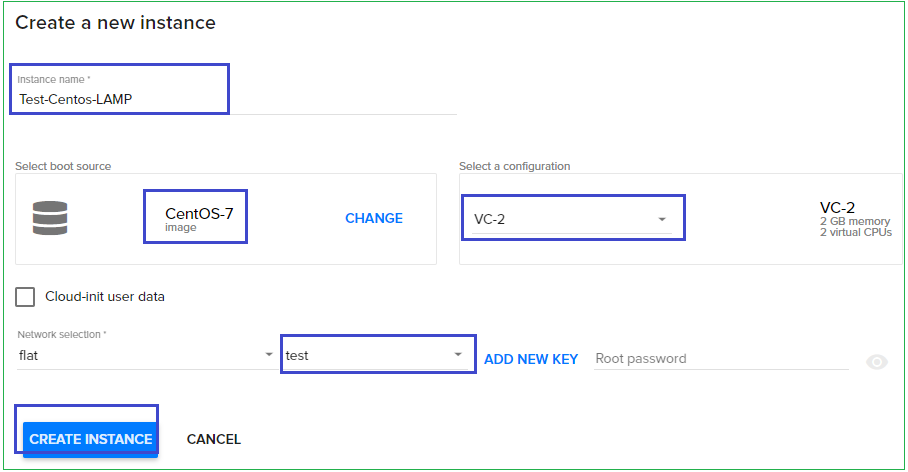 Create a new instance
Instance name *
Test-Centos-LAMP
Select boot source
CentOS-7
image
CHANGE
Select a configuration
VC-2
VC-2
2 GB memory
2 virtual CPUs
Cloud-init user data
Network selection *
flat
test
ADD NEW KEY
Root password
CREATE INSTANCE
CANCEL